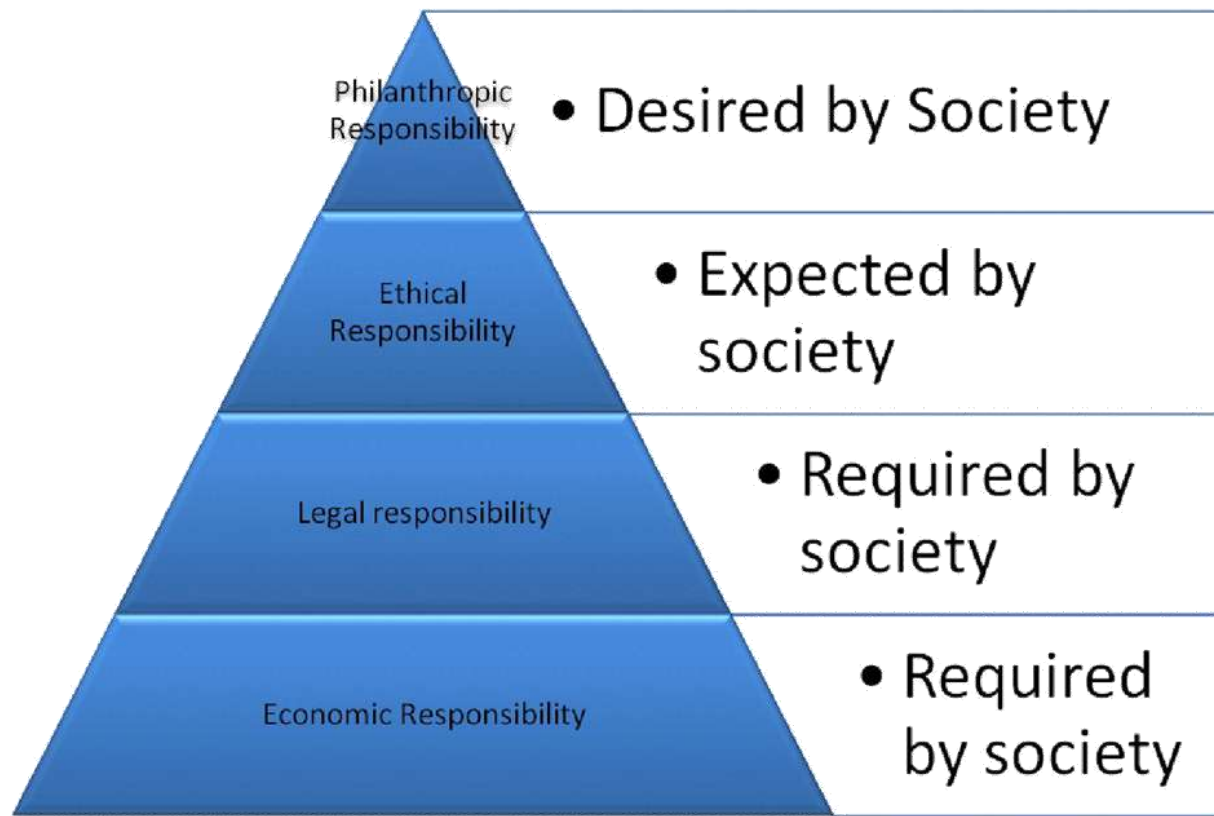 Philanthropic
Responsibility
• Desired by Society
Ethical
Responsibility
• Expected by
society
Legal responsibility
• Required by
society
Economic Responsibility
• Required
by society